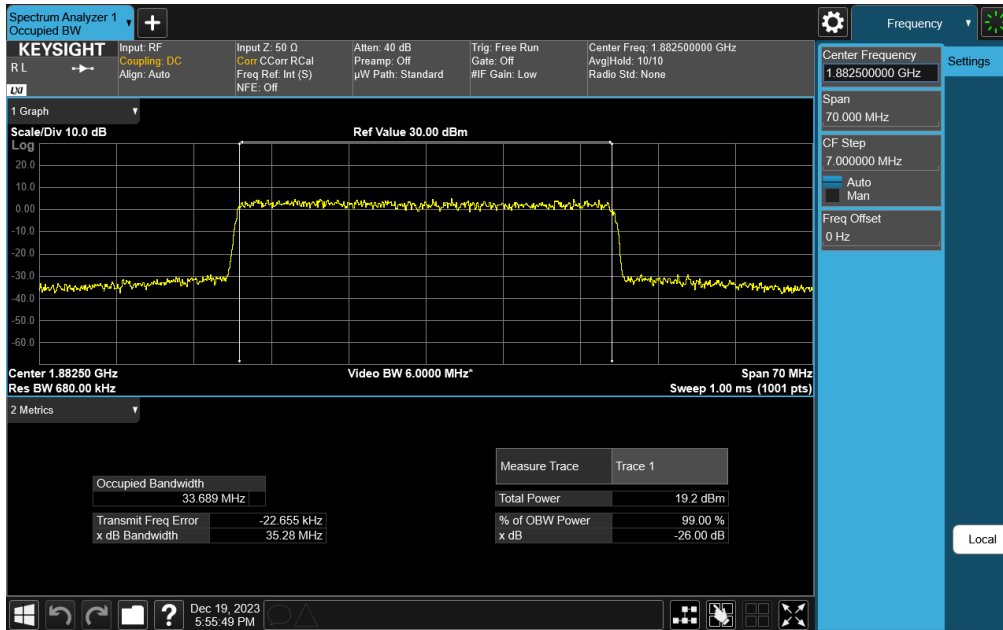 Spectrum Analyzer 1
Occupied BW
Frequency
KEYSIGHT
R L
LXI
Input: RF
Coupling: DC
Align: Auto
Input Z: 50 Ω
Corr CCorr RCal
Freq Ref: Int (S)
NFE: Off
Atten: 40 dB
Preamp: Off
µW Path: Standard
Trig: Free Run
Gate: Off
#IF Gain: Low
Center Freq: 1.882500000 GHz
Avg|Hold: 10/10
Radio Std: None
Center Frequency
1.882500000 GHz
Settings
Span
70.000 MHz
CF Step
7.000000 MHz
Auto
Man
Freq Offset
0 Hz
Local
1 Graph
Scale/Div 10.0 dB
Ref Value 30.00 dBm
Log
20.0
10.0
0.00
-10.0
-20.0
-30.0
-40.0
-50.0
-60.0
Center 1.88250 GHz
Video BW 6.0000 MHz*
Span 70 MHz
Res BW 680.00 kHz
Sweep 1.00 ms (1001 pts)
2 Metrics
Measure Trace Trace 1
Occupied Bandwidth
33.689 MHz
Total Power 19.2 dBm
Transmit Freq Error -22.655 kHz
% of OBW Power 99.00 %
x dB Bandwidth 35.28 MHz
x dB -26.00 dB
Dec 19, 2023
5:55:49 PM